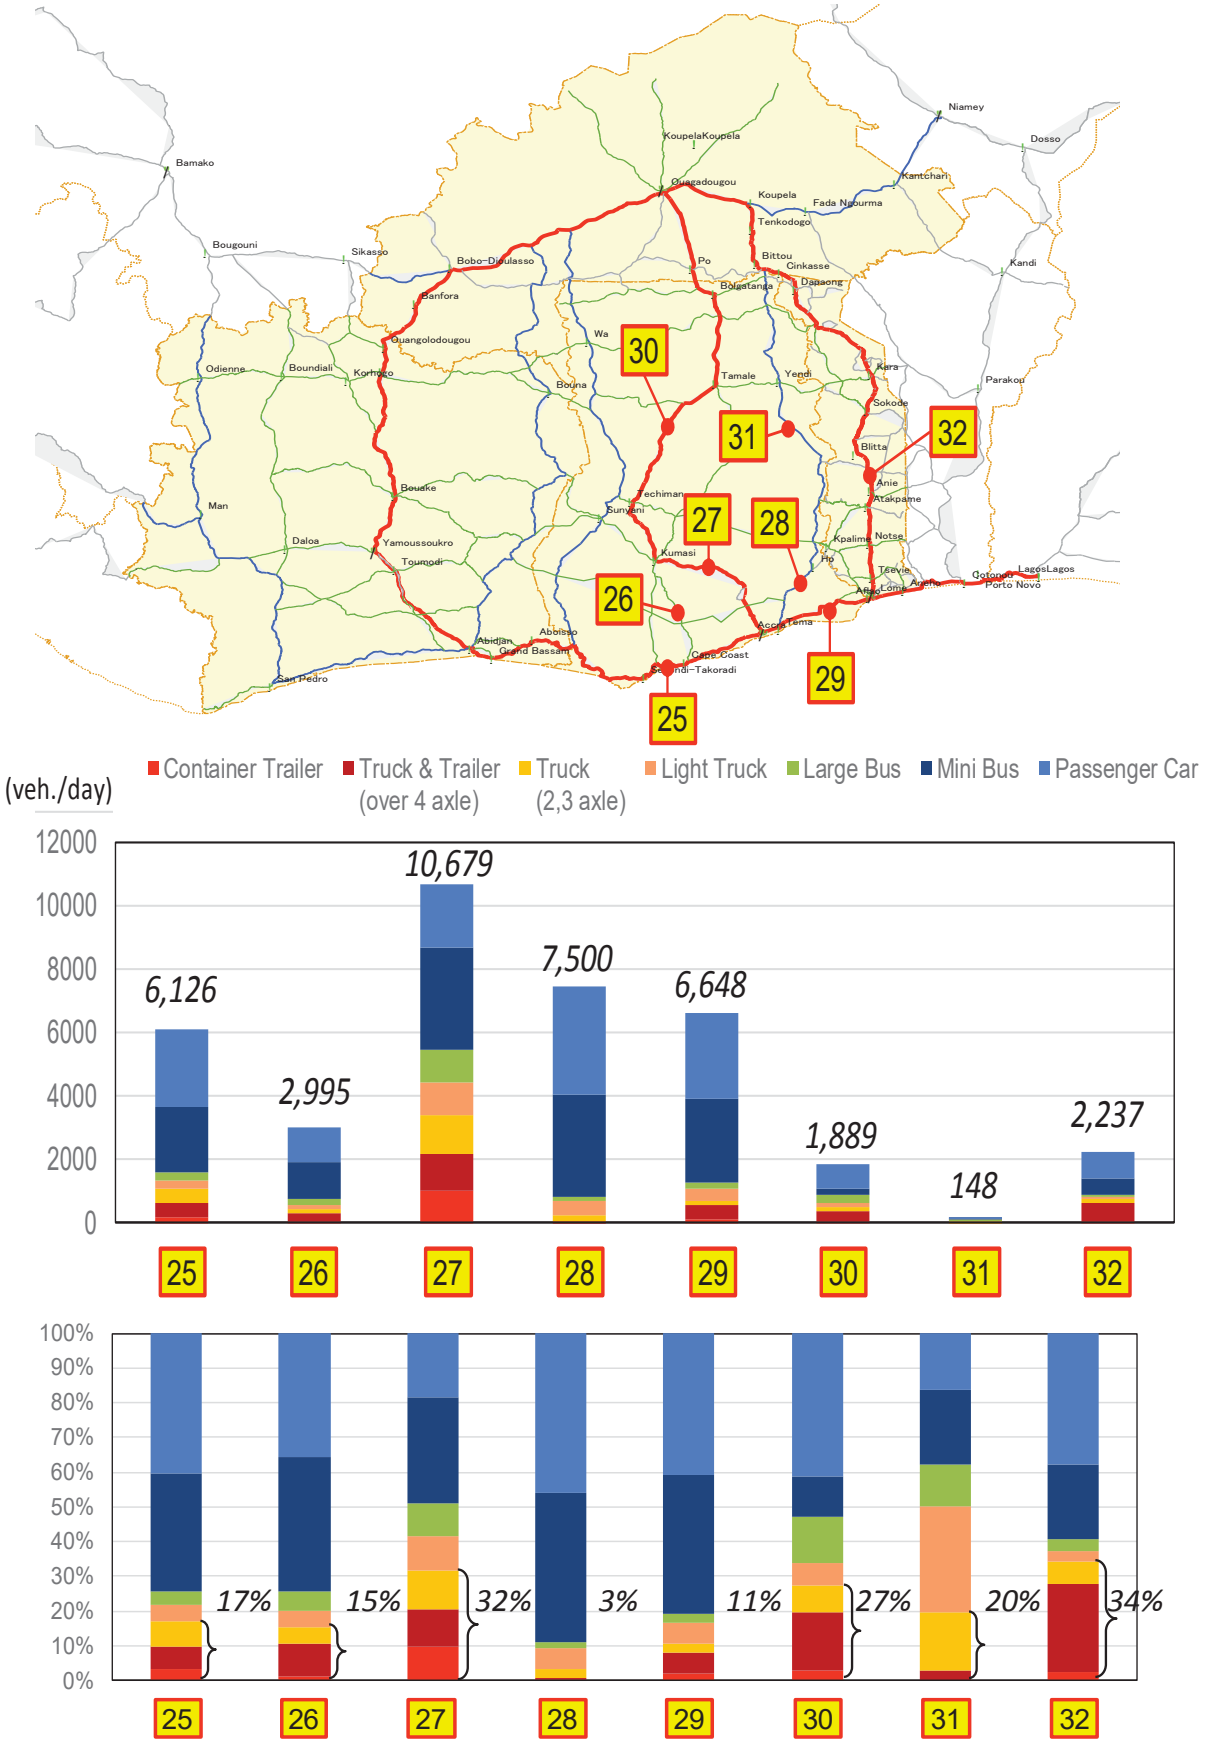 Niamey
Dosso
Bamako
KoupelaKoupela
Ouagadougou
Kantchari
Koupela
Fada Ngourma
Tenkodogo
Bougouni
Sikasso
Bobo-Dioulasso
Po
Bittou
Cinkasse
Kandi
Banfora
Bolgatanga
Dapaong
Ouangolodougou
Wa
30
Odienne
Boundiali
Korhogo
Bouna
Tamale
Yendi
Kara
Parakou
Sokode
31
32
Blitta
Anie
Bouake
Techiman
Atakpame
Man
Sunyani
27
28
Daloa
Yamoussoukro
Kumasi
Kpalime
Notse
Toumodi
Ho
Tsevie
LagosLagos
Cotonou
Porto Novo
Aflao
Lome
Aneho
26
Accra
Tema
Abidjan
Aboisso
Grand Bassam
Cape Coast
Sekondi-Takoradi
29
San Pedro
25
Container Trailer
Truck & Trailer
(over 4 axle)
Truck
(2,3 axle)
Light Truck
Large Bus
Mini Bus
Passenger Car
(veh./day)
12000
10000
8000
6000
4000
2000
0
6,126
2,995
10,679
7,500
6,648
1,889
148
2,237
25
26
27
28
29
30
31
32
100%
90%
80%
70%
60%
50%
40%
30%
20%
10%
0%
17%
15%
32%
3%
11%
27%
20%
34%
25
26
27
28
29
30
31
32